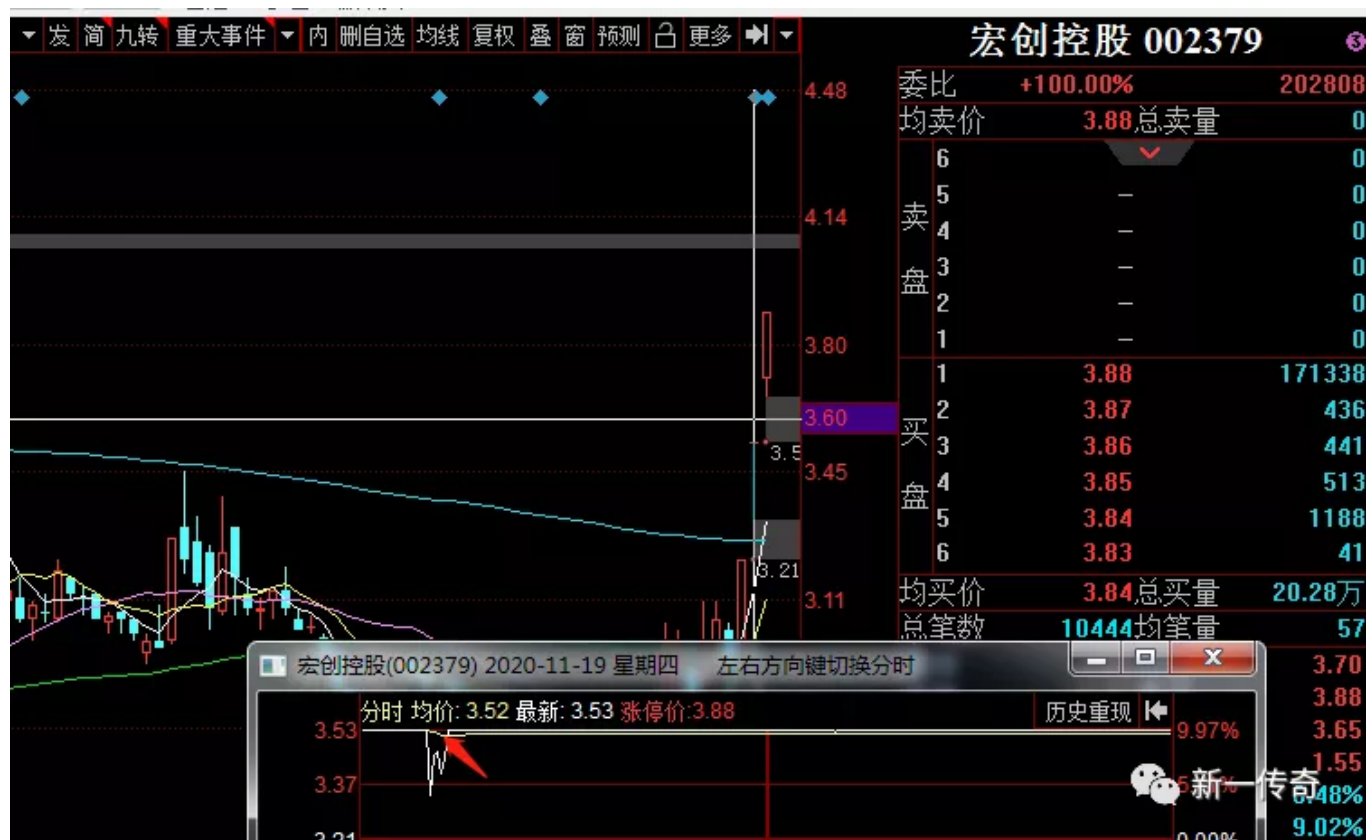 发 简 九转 重大事件 内 删自选 均线 复权 叠 窗 预测 更多
宏创控股 002379
委比 +100.00% 202808
均卖价 3.88 总卖量 0
卖盘
6 0
5 — 0
4 — 0
3 — 0
2 — 0
1 — 0
买盘
1 3.88 171338
2 3.87 436
3 3.86 441
4 3.85 513
5 3.84 1188
6 3.83 41
均买价 3.84 总买量 20.28万
总笔数 10444 均笔量 57
3.70
3.88
3.65
1.55
9.02%
4.48
4.14
3.80
3.60
3.45
3.11
3.5
3.21
宏创控股(002379) 2020-11-19 星期四 左右方向键切换分时
分时 均价: 3.52 最新: 3.53 涨停价:3.88 历史重现
3.53 9.97%
3.37
3.21 0.00%
新一传奇